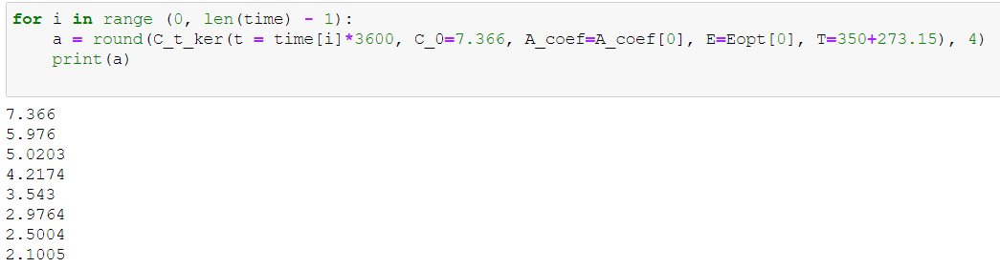 for i in range (0, len(time) - 1):
    a = round(C_t_ker(t = time[i]*3600, C_0=7.366, A_coef=A_coef[0], E=Eopt[0], T=350+273.15), 4)
    print(a)
7.366
5.976
5.0203
4.2174
3.543
2.9764
2.5004
2.1005